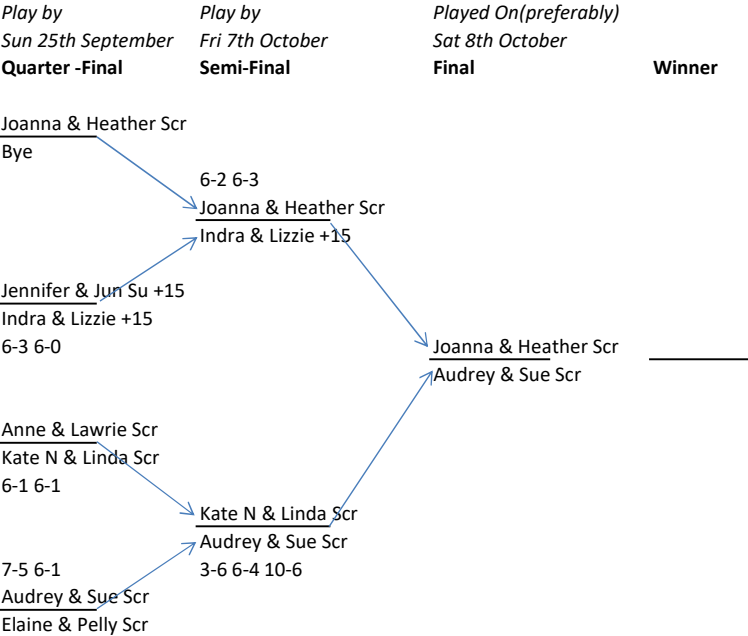 Play by Play by Played On(preferably)
Sun 25th September Fri 7th October Sat 8th October
Quarter -Final Semi-Final Final Winner
Joanna & Heather Scr
Bye
6-2 6-3
Joanna & Heather Scr
Indra & Lizzie +15
Jennifer & Jun Su +15
Indra & Lizzie +15
6-3 6-0
Joanna & Heather Scr
Audrey & Sue Scr
Anne & Lawrie Scr
Kate N & Linda Scr
6-1 6-1
Kate N & Linda Scr
Audrey & Sue Scr
3-6 6-4 10-6
7-5 6-1
Audrey & Sue Scr
Elaine & Pelly Scr